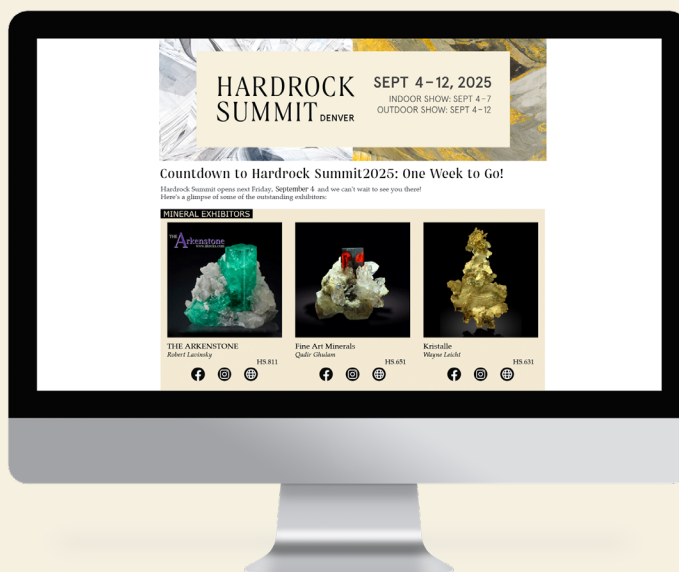 HARDROCK
SUMMIT DENVER
SEPT 4–12, 2025
INDOOR SHOW: SEPT 4–7
OUTDOOR SHOW: SEPT 4–12
Countdown to Hardrock Summit2025: One Week to Go!
Hardrock Summit opens next Friday, September 4 and we can't wait to see you there!
Here's a glimpse of some of the outstanding exhibitors:
MINERAL EXHIBITORS
THE Arkenstone
THE ARKENSTONE
Robert Lavinsky
HS.811
Fine Art Minerals
Qadir Ghulam
HS.651
Kristalle
Wayne Leicht
HS.631